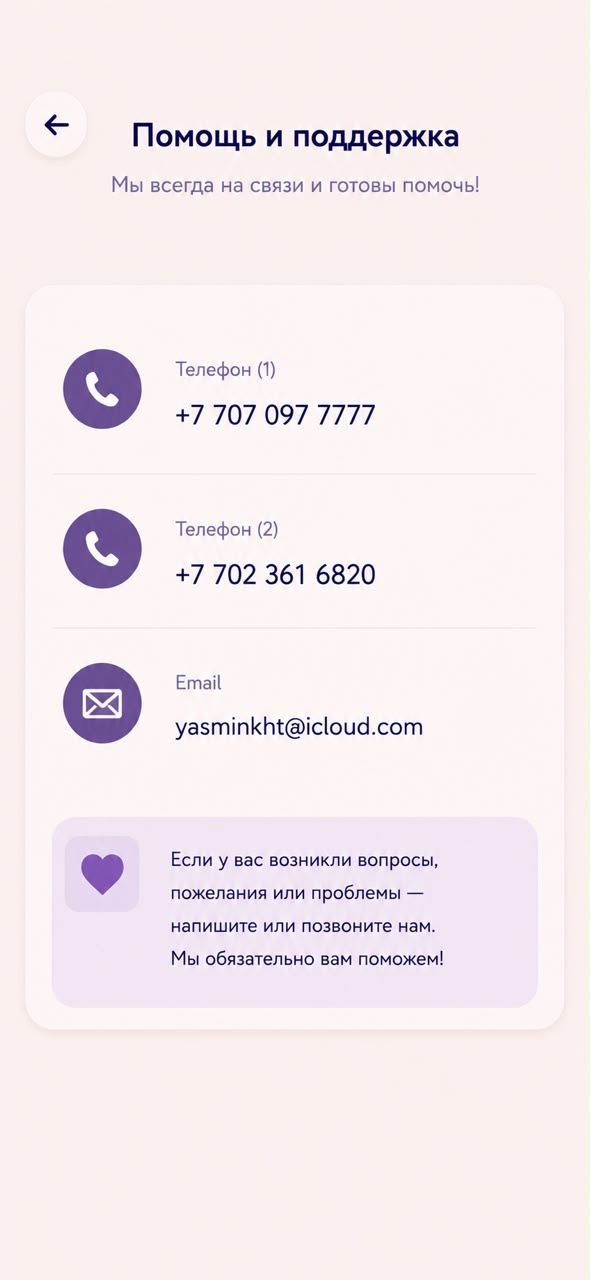 Помощь и поддержка
Мы всегда на связи и готовы помочь!
Телефон (1)
+7 707 097 7777
Телефон (2)
+7 702 361 6820
Email
yasminkht@icloud.com
Если у вас возникли вопросы,
пожелания или проблемы —
напишите или позвоните нам.
Мы обязательно вам поможем!